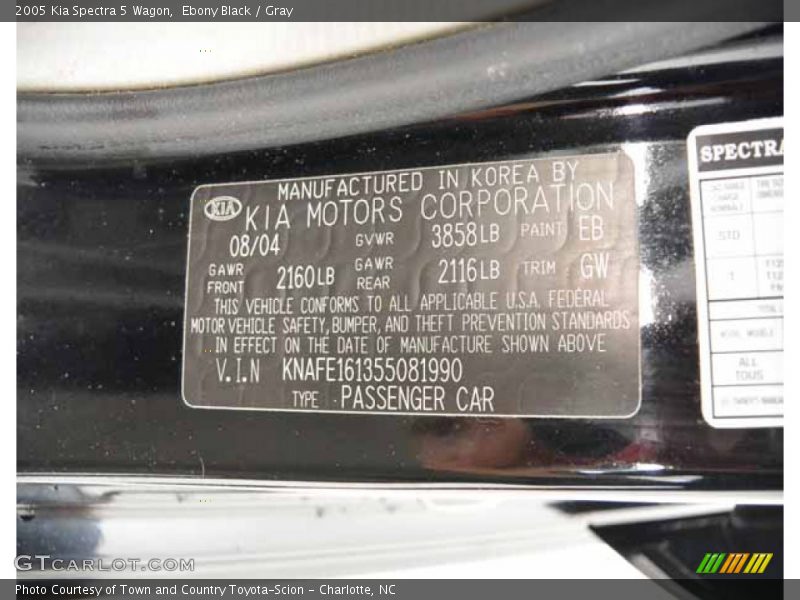 2005 Kia Spectra 5 Wagon, Ebony Black / Gray
MANUFACTURED IN KOREA BY
KIA KIA MOTORS CORPORATION
08/04 GVWR 3858LB PAINT EB
GAWR FRONT 2160LB GAWR REAR 2116LB TRIM GW
THIS VEHICLE CONFORMS TO ALL APPLICABLE U.S.A. FEDERAL
MOTOR VEHICLE SAFETY, BUMPER, AND THEFT PREVENTION STANDARDS
IN EFFECT ON THE DATE OF MANUFACTURE SHOWN ABOVE
V.I.N KNAFE161355081990
TYPE PASSENGER CAR
SPECTRA
STD
1
ALL
TOUS
GTCARLOT.COM
Photo Courtesy of Town and Country Toyota-Scion - Charlotte, NC